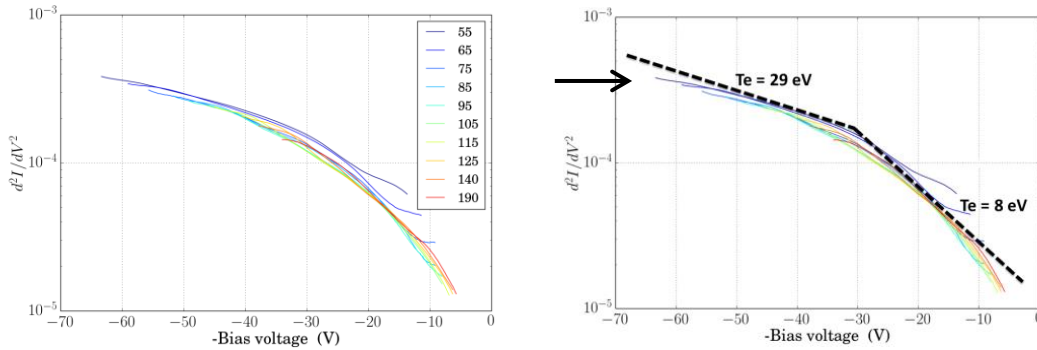 10^{-3}
10^{-4}
10^{-5}
d^2I/dV^2
55
65
75
85
95
105
115
125
140
190
−70 −60 −50 −40 −30 −20 −10 0
-Bias voltage (V)
10^{-3}
10^{-4}
10^{-5}
d^2I/dV^2
Te = 29 eV
Te = 8 eV
−70 −60 −50 −40 −30 −20 −10 0
-Bias voltage (V)